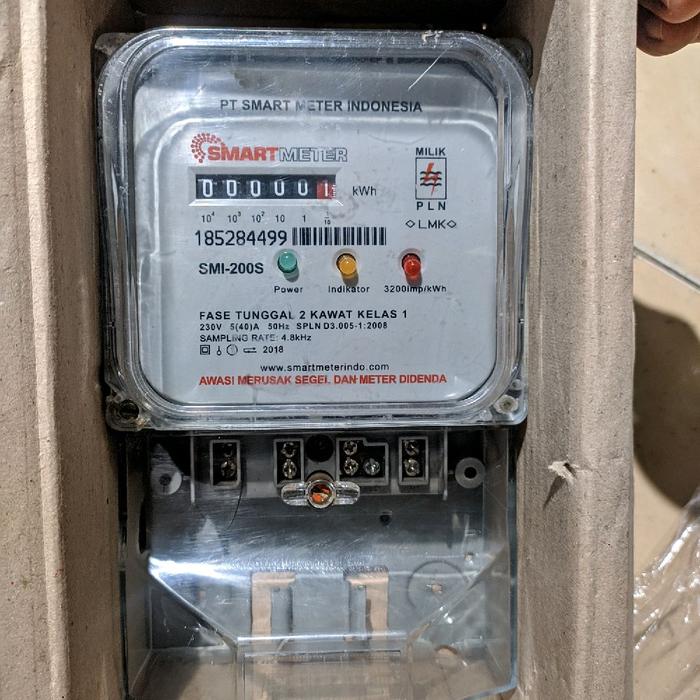 PT SMART METER INDONESIA
SMARTMETER
MILIK
PLN
LMK
000001 kWh
10⁴ 10³ 10² 10 1 1/10
185284499
SMI-200S
Power Indikator 3200imp/kWh
FASE TUNGGAL 2 KAWAT KELAS 1
230V 5(40)A 50Hz SPLN D3.005-1:2008
SAMPLING RATE: 4.8kHz
2018
www.smartmeterindo.com
AWAS! MERUSAK SEGEL DAN METER DIDENDA